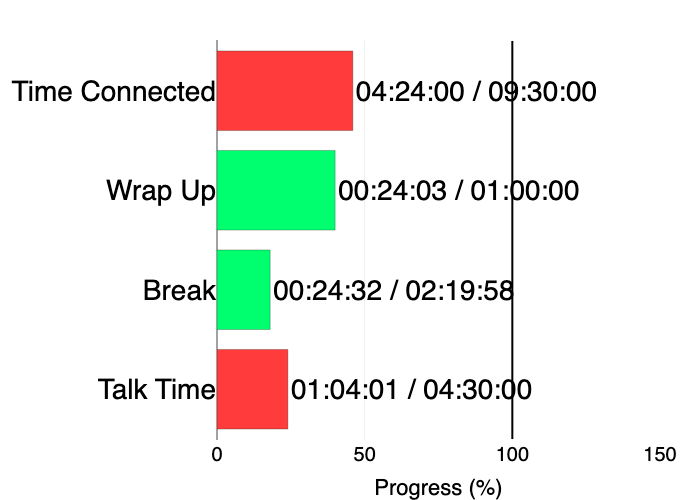 Time Connected 04:24:00 / 09:30:00
Wrap Up 00:24:03 / 01:00:00
Break 00:24:32 / 02:19:58
Talk Time 01:04:01 / 04:30:00
0 50 100 150
Progress (%)